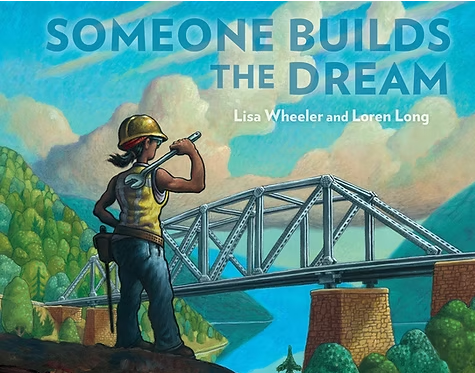 SOMEONE BUILDS
THE DREAM
Lisa Wheeler and Loren Long